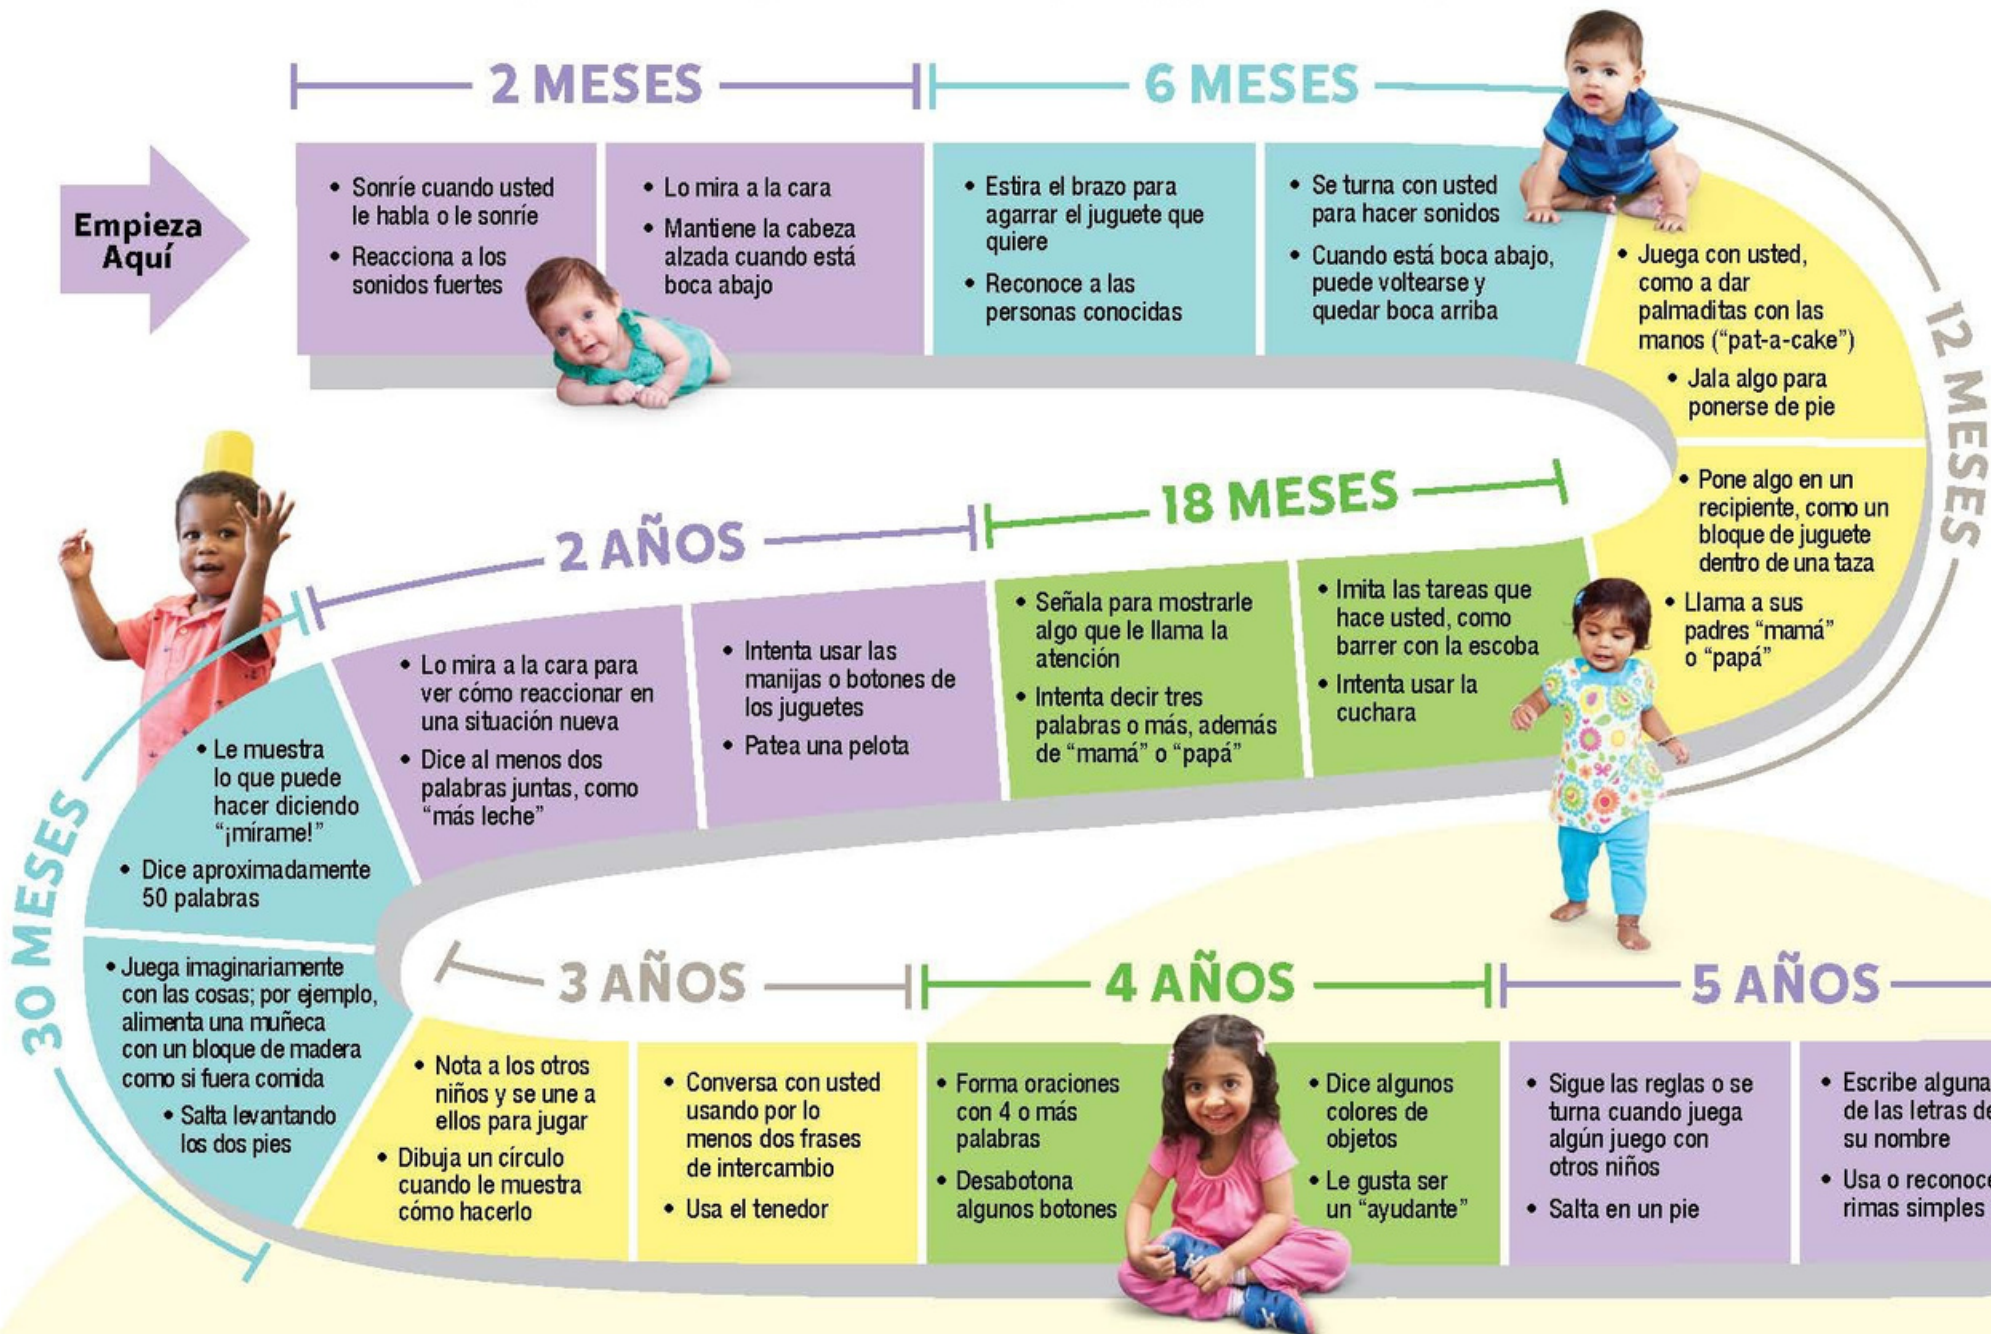 2 MESES
6 MESES
Empieza
Aquí
• Sonríe cuando usted
le habla o le sonríe
• Reacciona a los
sonidos fuertes
• Lo mira a la cara
• Mantiene la cabeza
alzada cuando está
boca abajo
• Estira el brazo para
agarrar el juguete que
quiere
• Reconoce a las
personas conocidas
• Se turna con usted
para hacer sonidos
• Cuando está boca abajo,
puede voltearse y
quedar boca arriba
12 MESES
• Juega con usted,
como a dar
palmaditas con las
manos (“pat-a-cake”)
• Jala algo para
ponerse de pie
• Pone algo en un
recipiente, como un
bloque de juguete
dentro de una taza
• Llama a sus
padres “mamá”
o “papá”
18 MESES
• Imita las tareas que
hace usted, como
barrer con la escoba
• Intenta usar la
cuchara
• Señala para mostrarle
algo que le llama la
atención
• Intenta decir tres
palabras o más, además
de “mamá” o “papá”
2 AÑOS
• Intenta usar las
manijas o botones de
los juguetes
• Patea una pelota
• Lo mira a la cara para
ver cómo reaccionar en
una situación nueva
• Dice al menos dos
palabras juntas, como
“más leche”
30 MESES
• Le muestra
lo que puede
hacer diciendo
“¡mírame!”
• Dice aproximadamente
50 palabras
• Juega imaginariamente
con las cosas; por ejemplo,
alimenta una muñeca
con un bloque de madera
como si fuera comida
• Salta levantando
los dos pies
3 AÑOS
• Nota a los otros
niños y se une a
ellos para jugar
• Dibuja un círculo
cuando le muestra
cómo hacerlo
• Conversa con usted
usando por lo
menos dos frases
de intercambio
• Usa el tenedor
4 AÑOS
• Forma oraciones
con 4 o más
palabras
• Desabotona
algunos botones
• Dice algunos
colores de
objetos
• Le gusta ser
un “ayudante”
5 AÑOS
• Sigue las reglas o se
turna cuando juega
algún juego con
otros niños
• Salta en un pie
• Escribe alguna
de las letras de
su nombre
• Usa o reconoce
rimas simples